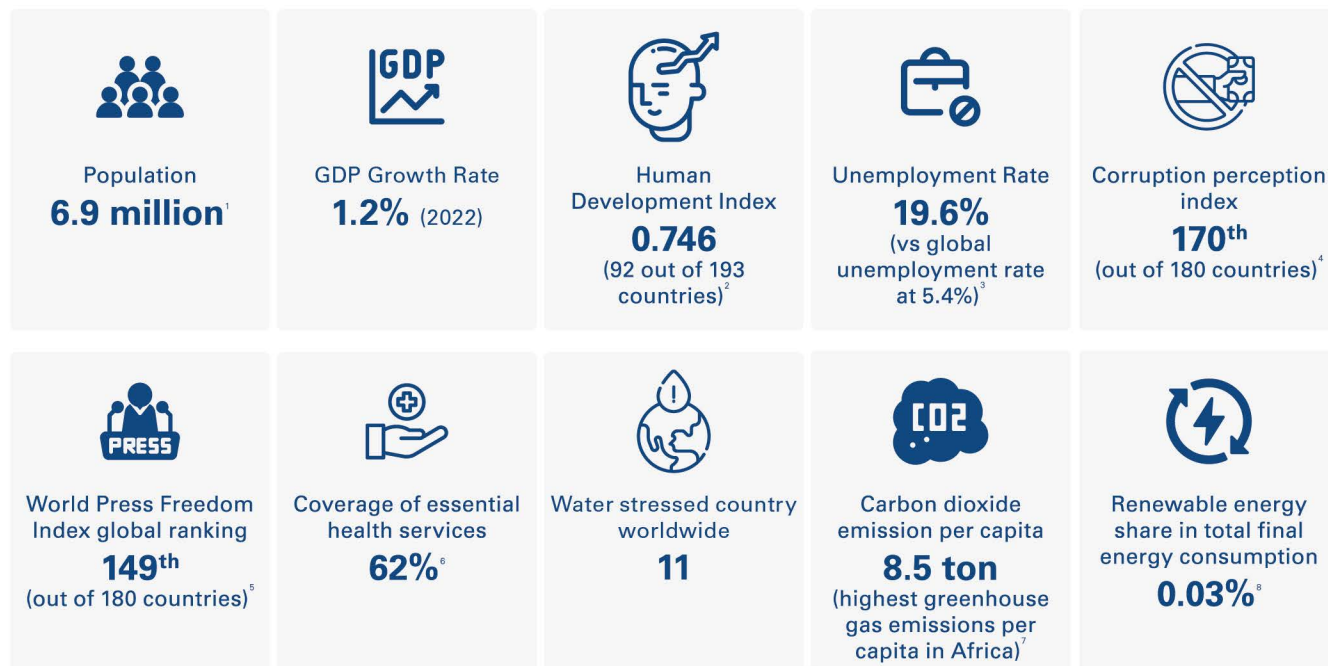 GDP
Population
6.9 million¹
GDP Growth Rate
1.2% (2022)
Human
Development Index
0.746
(92 out of 193
countries)²
Unemployment Rate
19.6%
(vs global
unemployment rate
at 5.4%)³
Corruption perception
index
170th
(out of 180 countries)⁴
PRESS
World Press Freedom
Index global ranking
149th
(out of 180 countries)⁵
Coverage of essential
health services
62%⁶
!
Water stressed country
worldwide
11
CO2
Carbon dioxide
emission per capita
8.5 ton
(highest greenhouse
gas emissions per
capita in Africa)⁷
Renewable energy
share in total final
energy consumption
0.03%⁸